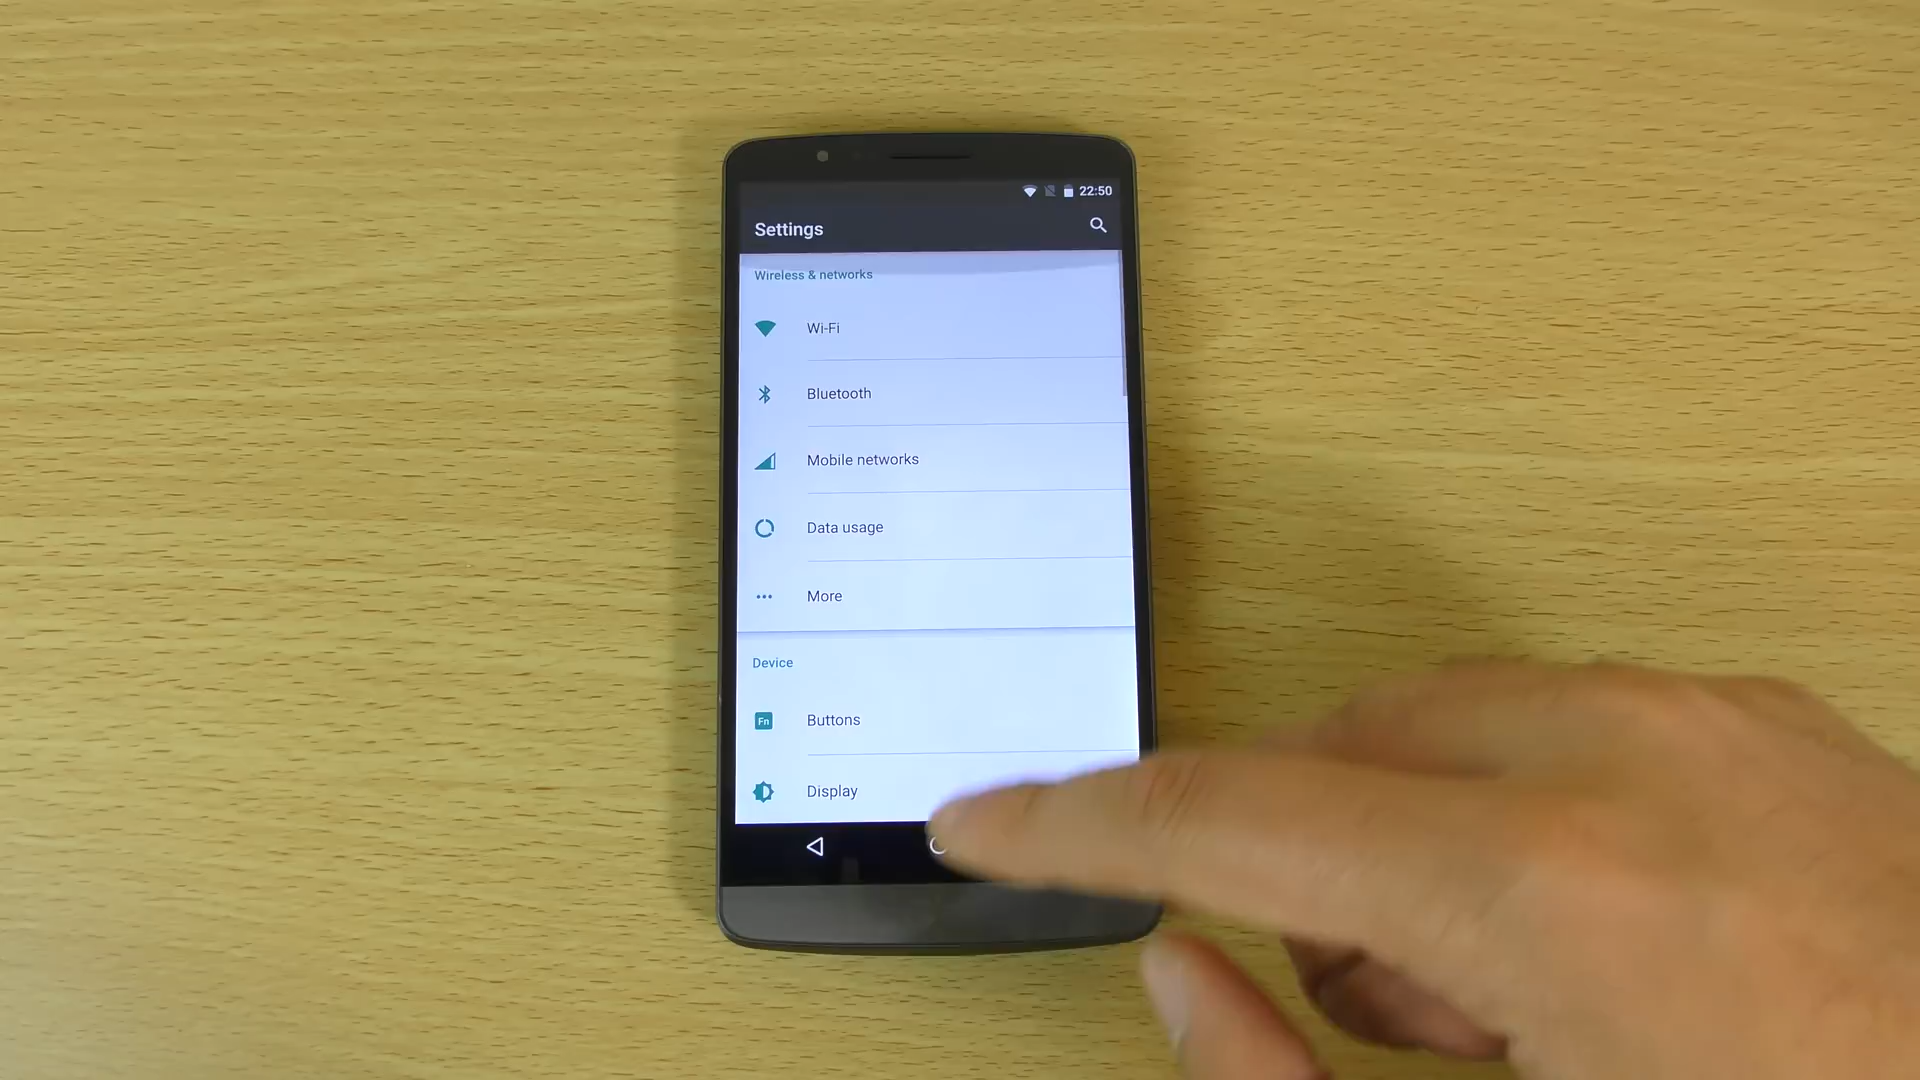 22:50
Settings
Wireless & networks
Wi-Fi
Bluetooth
Mobile networks
Data usage
More
Device
Fn
Buttons
Display